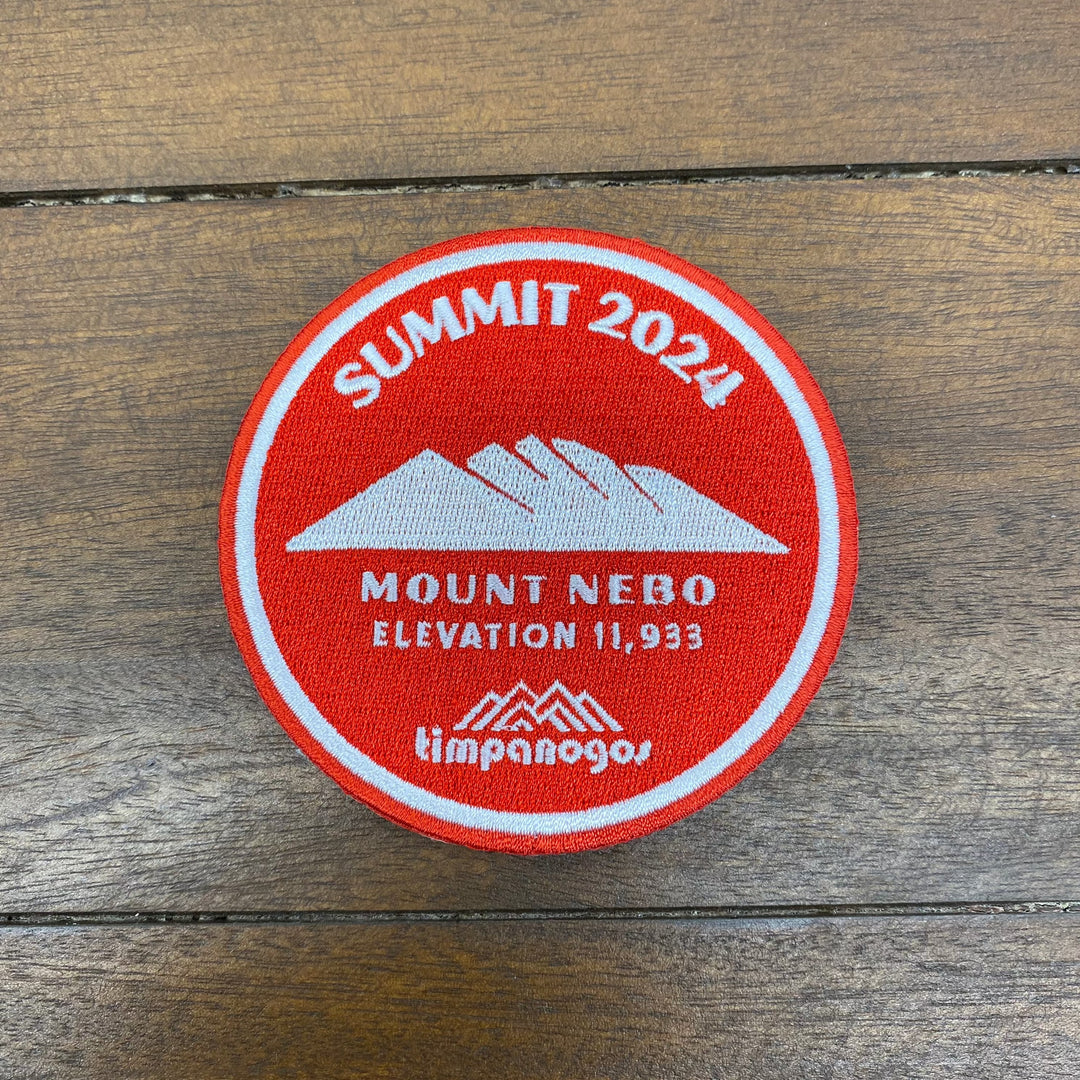 SUMMIT 2024
MOUNT NEBO
ELEVATION 11,933
timpanogos